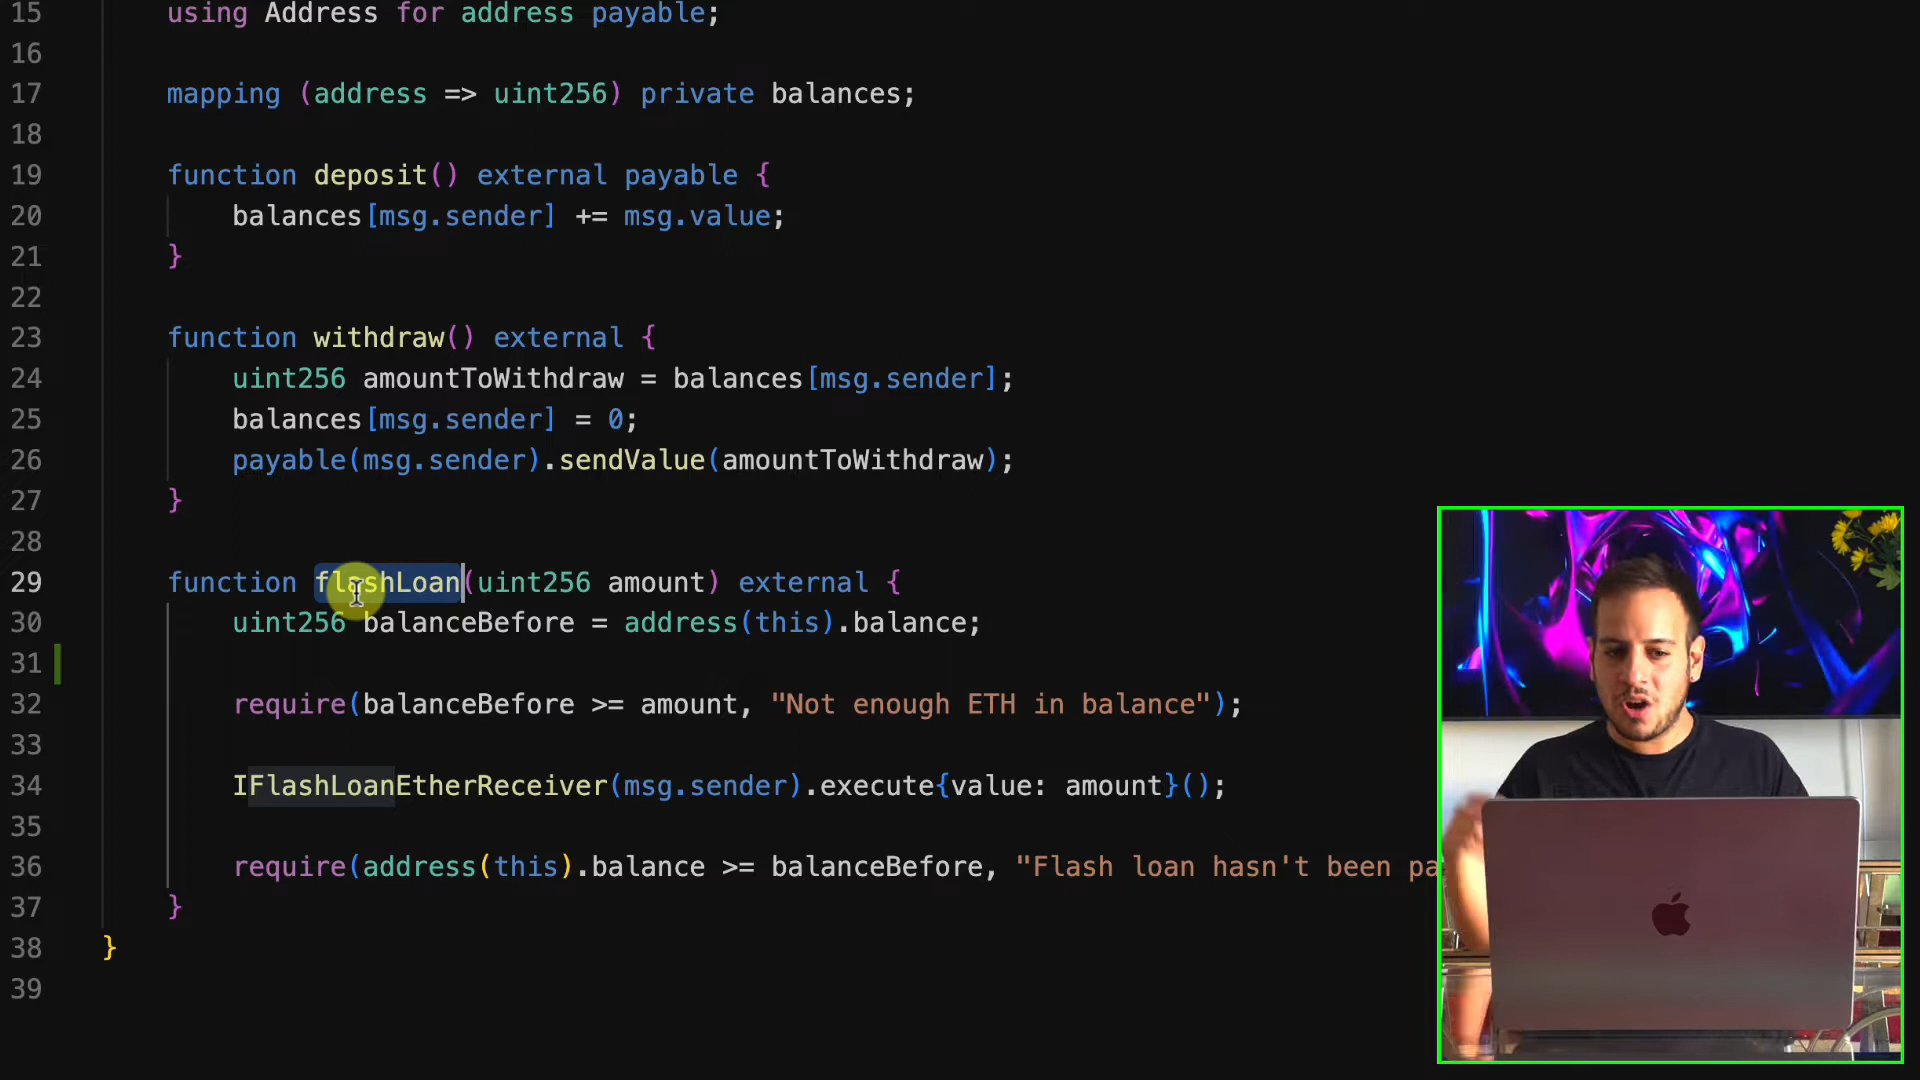 15 using Address for address payable;
16
17 mapping (address => uint256) private balances;
18
19 function deposit() external payable {
20 balances[msg.sender] += msg.value;
21 }
22
23 function withdraw() external {
24 uint256 amountToWithdraw = balances[msg.sender];
25 balances[msg.sender] = 0;
26 payable(msg.sender).sendValue(amountToWithdraw);
27 }
28
29 function flashLoan(uint256 amount) external {
30 uint256 balanceBefore = address(this).balance;
31
32 require(balanceBefore >= amount, "Not enough ETH in balance");
33
34 IFlashLoanEtherReceiver(msg.sender).execute{value: amount}();
35
36 require(address(this).balance >= balanceBefore, "Flash loan hasn't been pa
37 }
38 }
39